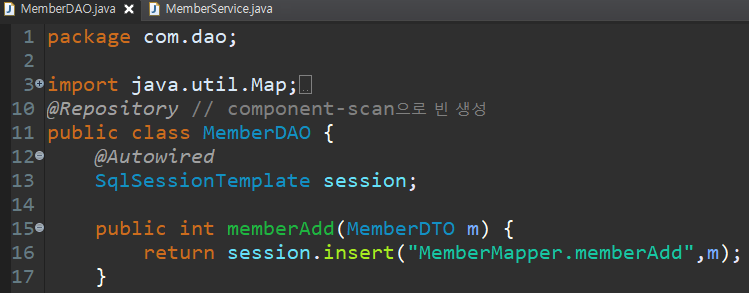 MemberDAO.java MemberService.java
1 package com.dao;
2
3 import java.util.Map;
10 @Repository // component-scan으로 빈 생성
11 public class MemberDAO {
12 @Autowired
13 SqlSessionTemplate session;
14
15 public int memberAdd(MemberDTO m) {
16 return session.insert("MemberMapper.memberAdd",m);
17 }